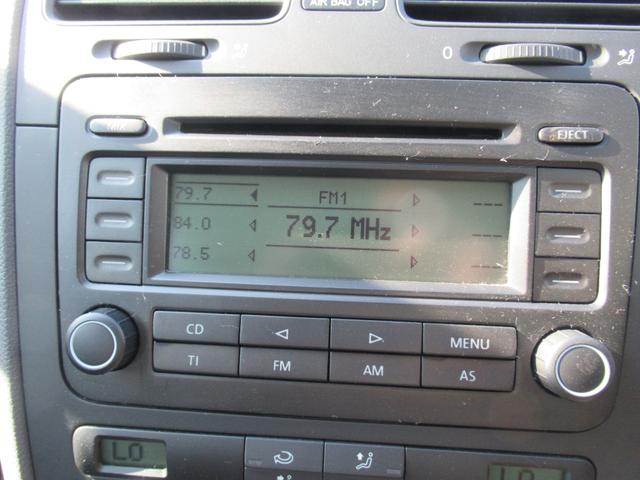 AIR BAG OFF
0
MIX
EJECT
79.7 FM1 ---
84.0 79.7 MHz ---
78.5 ---
CD MENU
TI FM AM AS
LO LO